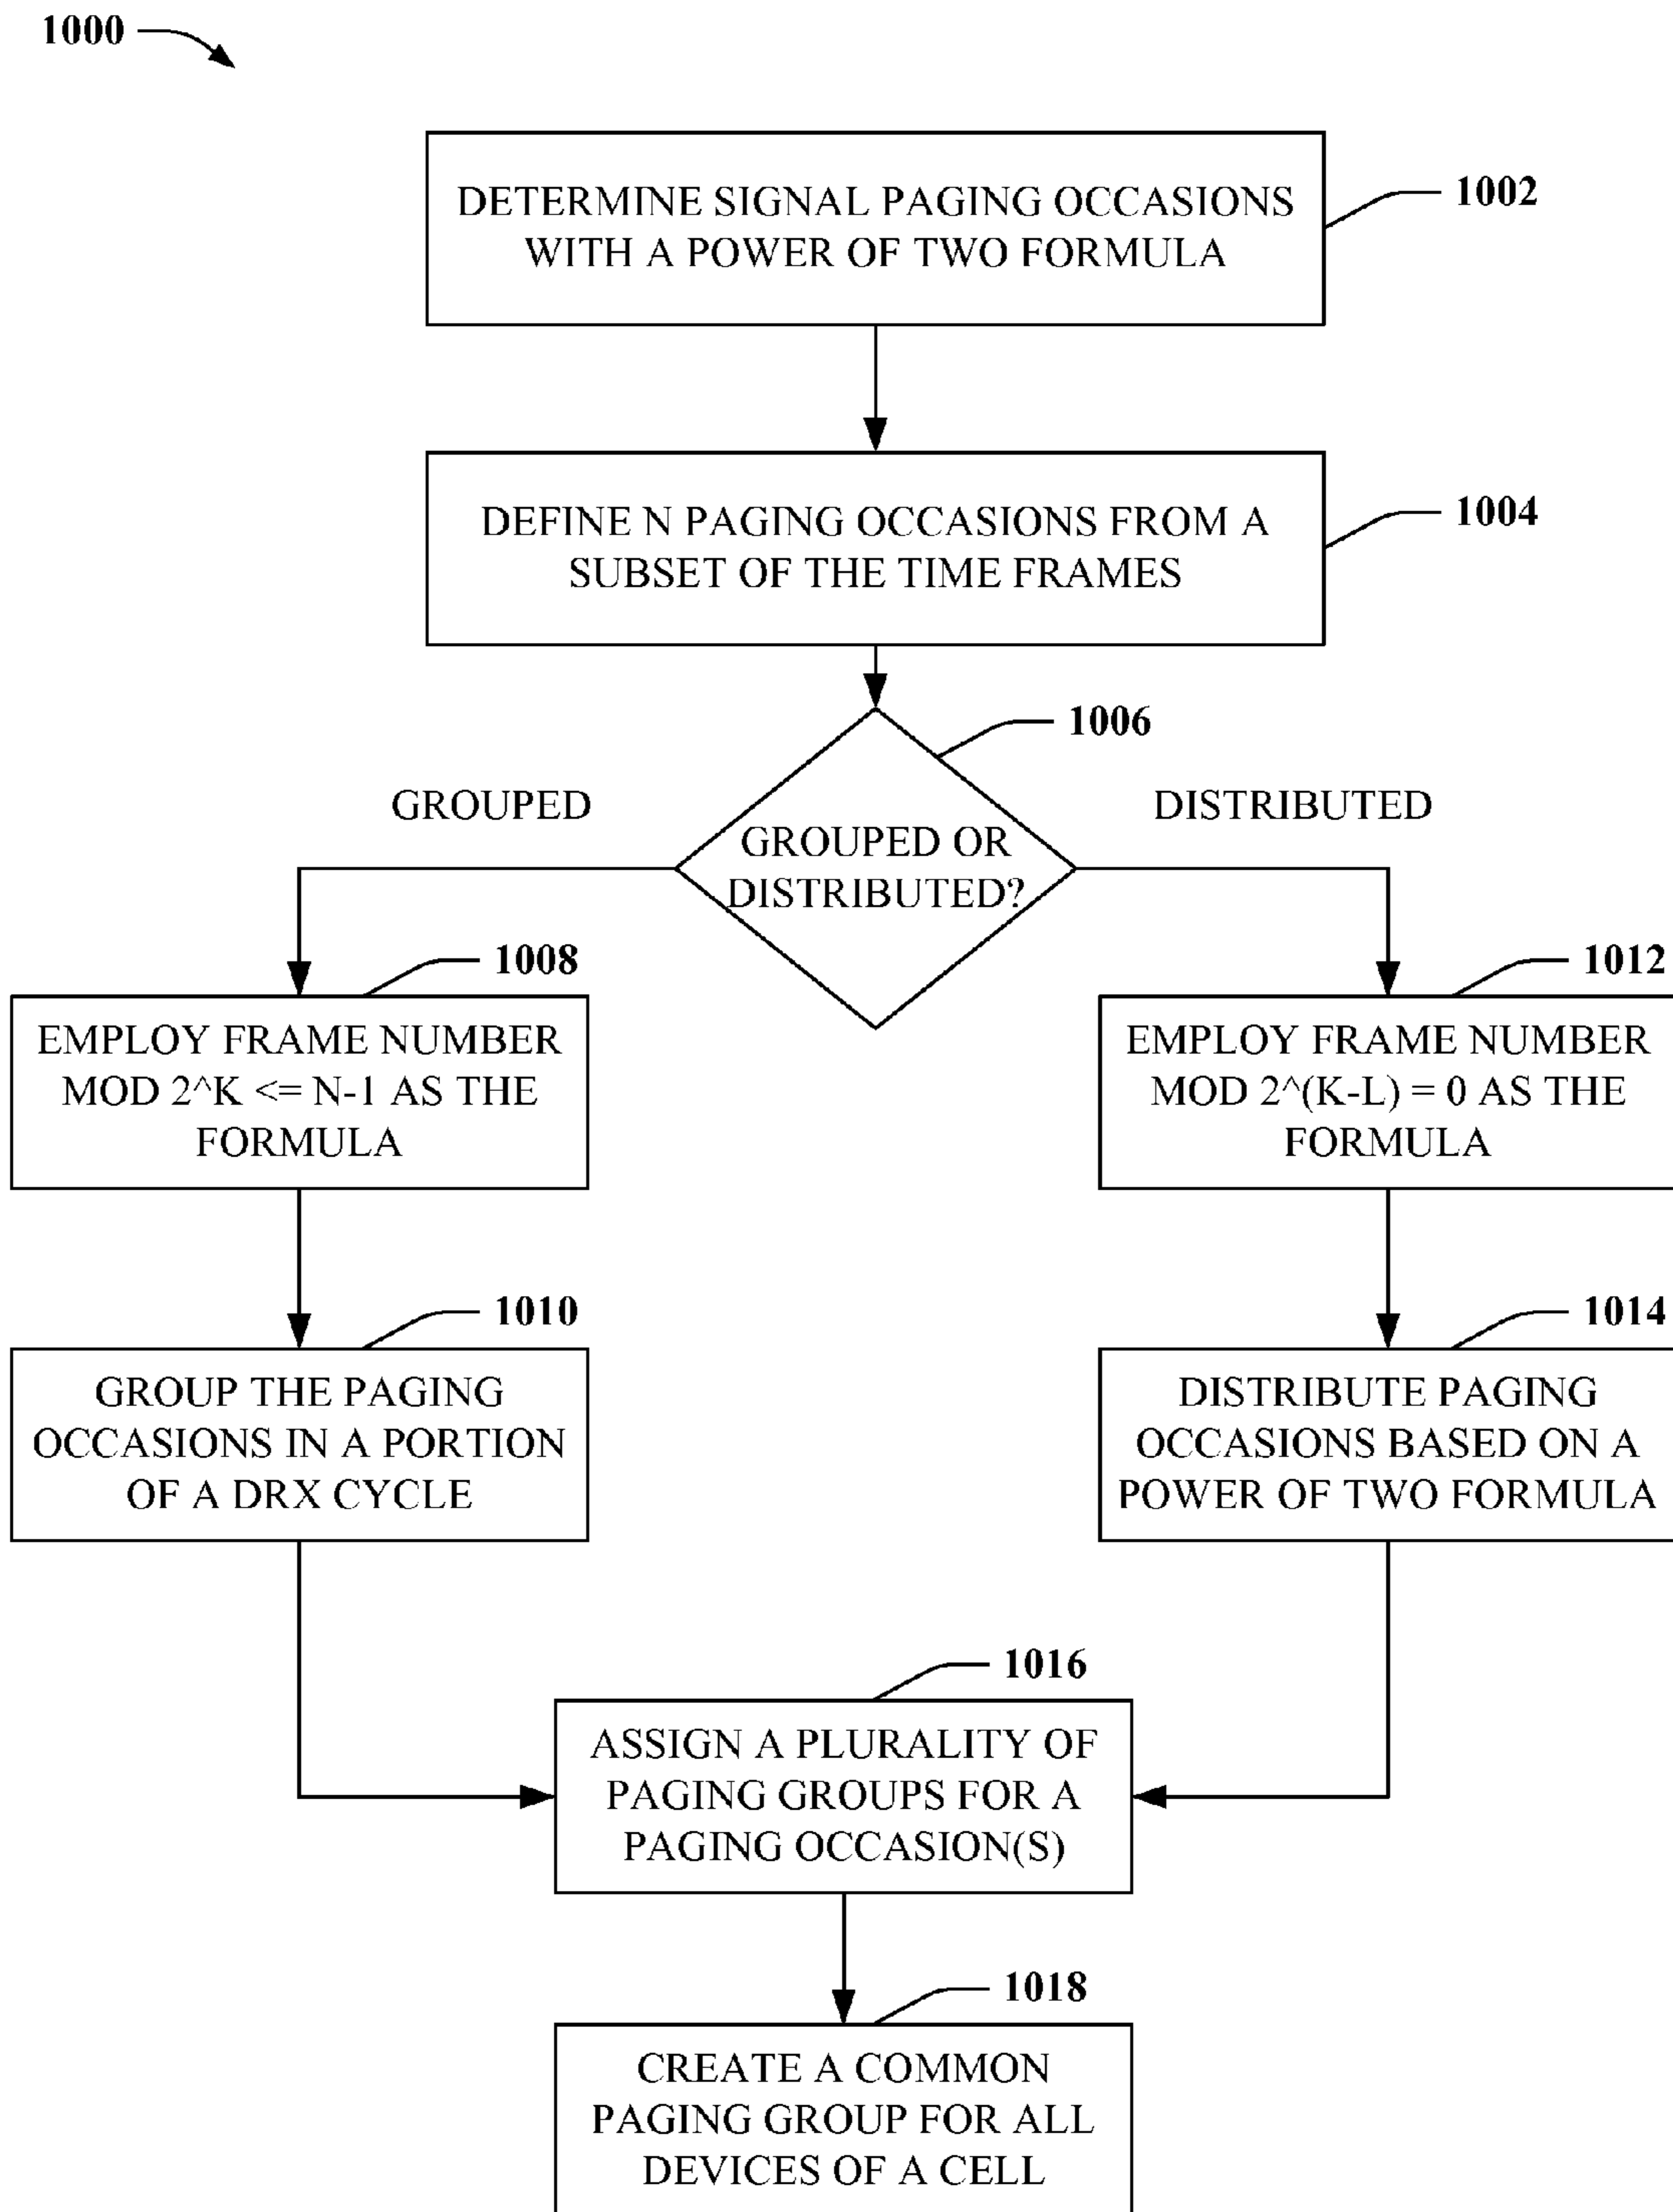 1000
DETERMINE SIGNAL PAGING OCCASIONS
WITH A POWER OF TWO FORMULA
1002
DEFINE N PAGING OCCASIONS FROM A
SUBSET OF THE TIME FRAMES
1004
1006
GROUPED
DISTRIBUTED
GROUPED OR
DISTRIBUTED?
1008
EMPLOY FRAME NUMBER
MOD 2^K <= N-1 AS THE
FORMULA
1012
EMPLOY FRAME NUMBER
MOD 2^(K-L) = 0 AS THE
FORMULA
1010
GROUP THE PAGING
OCCASIONS IN A PORTION
OF A DRX CYCLE
1014
DISTRIBUTE PAGING
OCCASIONS BASED ON A
POWER OF TWO FORMULA
1016
ASSIGN A PLURALITY OF
PAGING GROUPS FOR A
PAGING OCCASION(S)
1018
CREATE A COMMON
PAGING GROUP FOR ALL
DEVICES OF A CELL